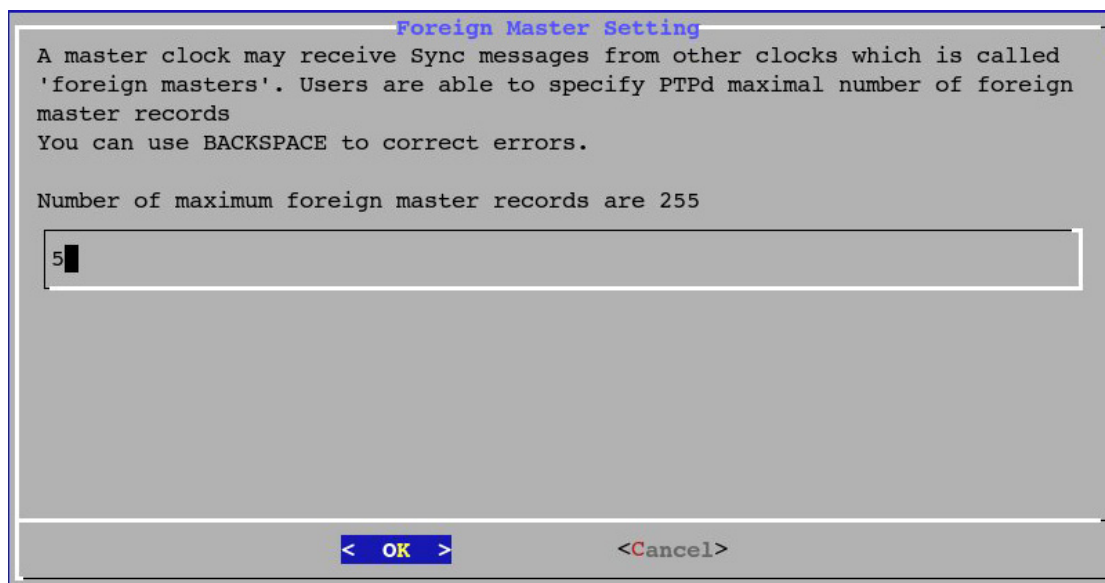 Foreign Master Setting
A master clock may receive Sync messages from other clocks which is called
'foreign masters'. Users are able to specify PTPd maximal number of foreign
master records
You can use BACKSPACE to correct errors.
Number of maximum foreign master records are 255
5
< OK > <Cancel>